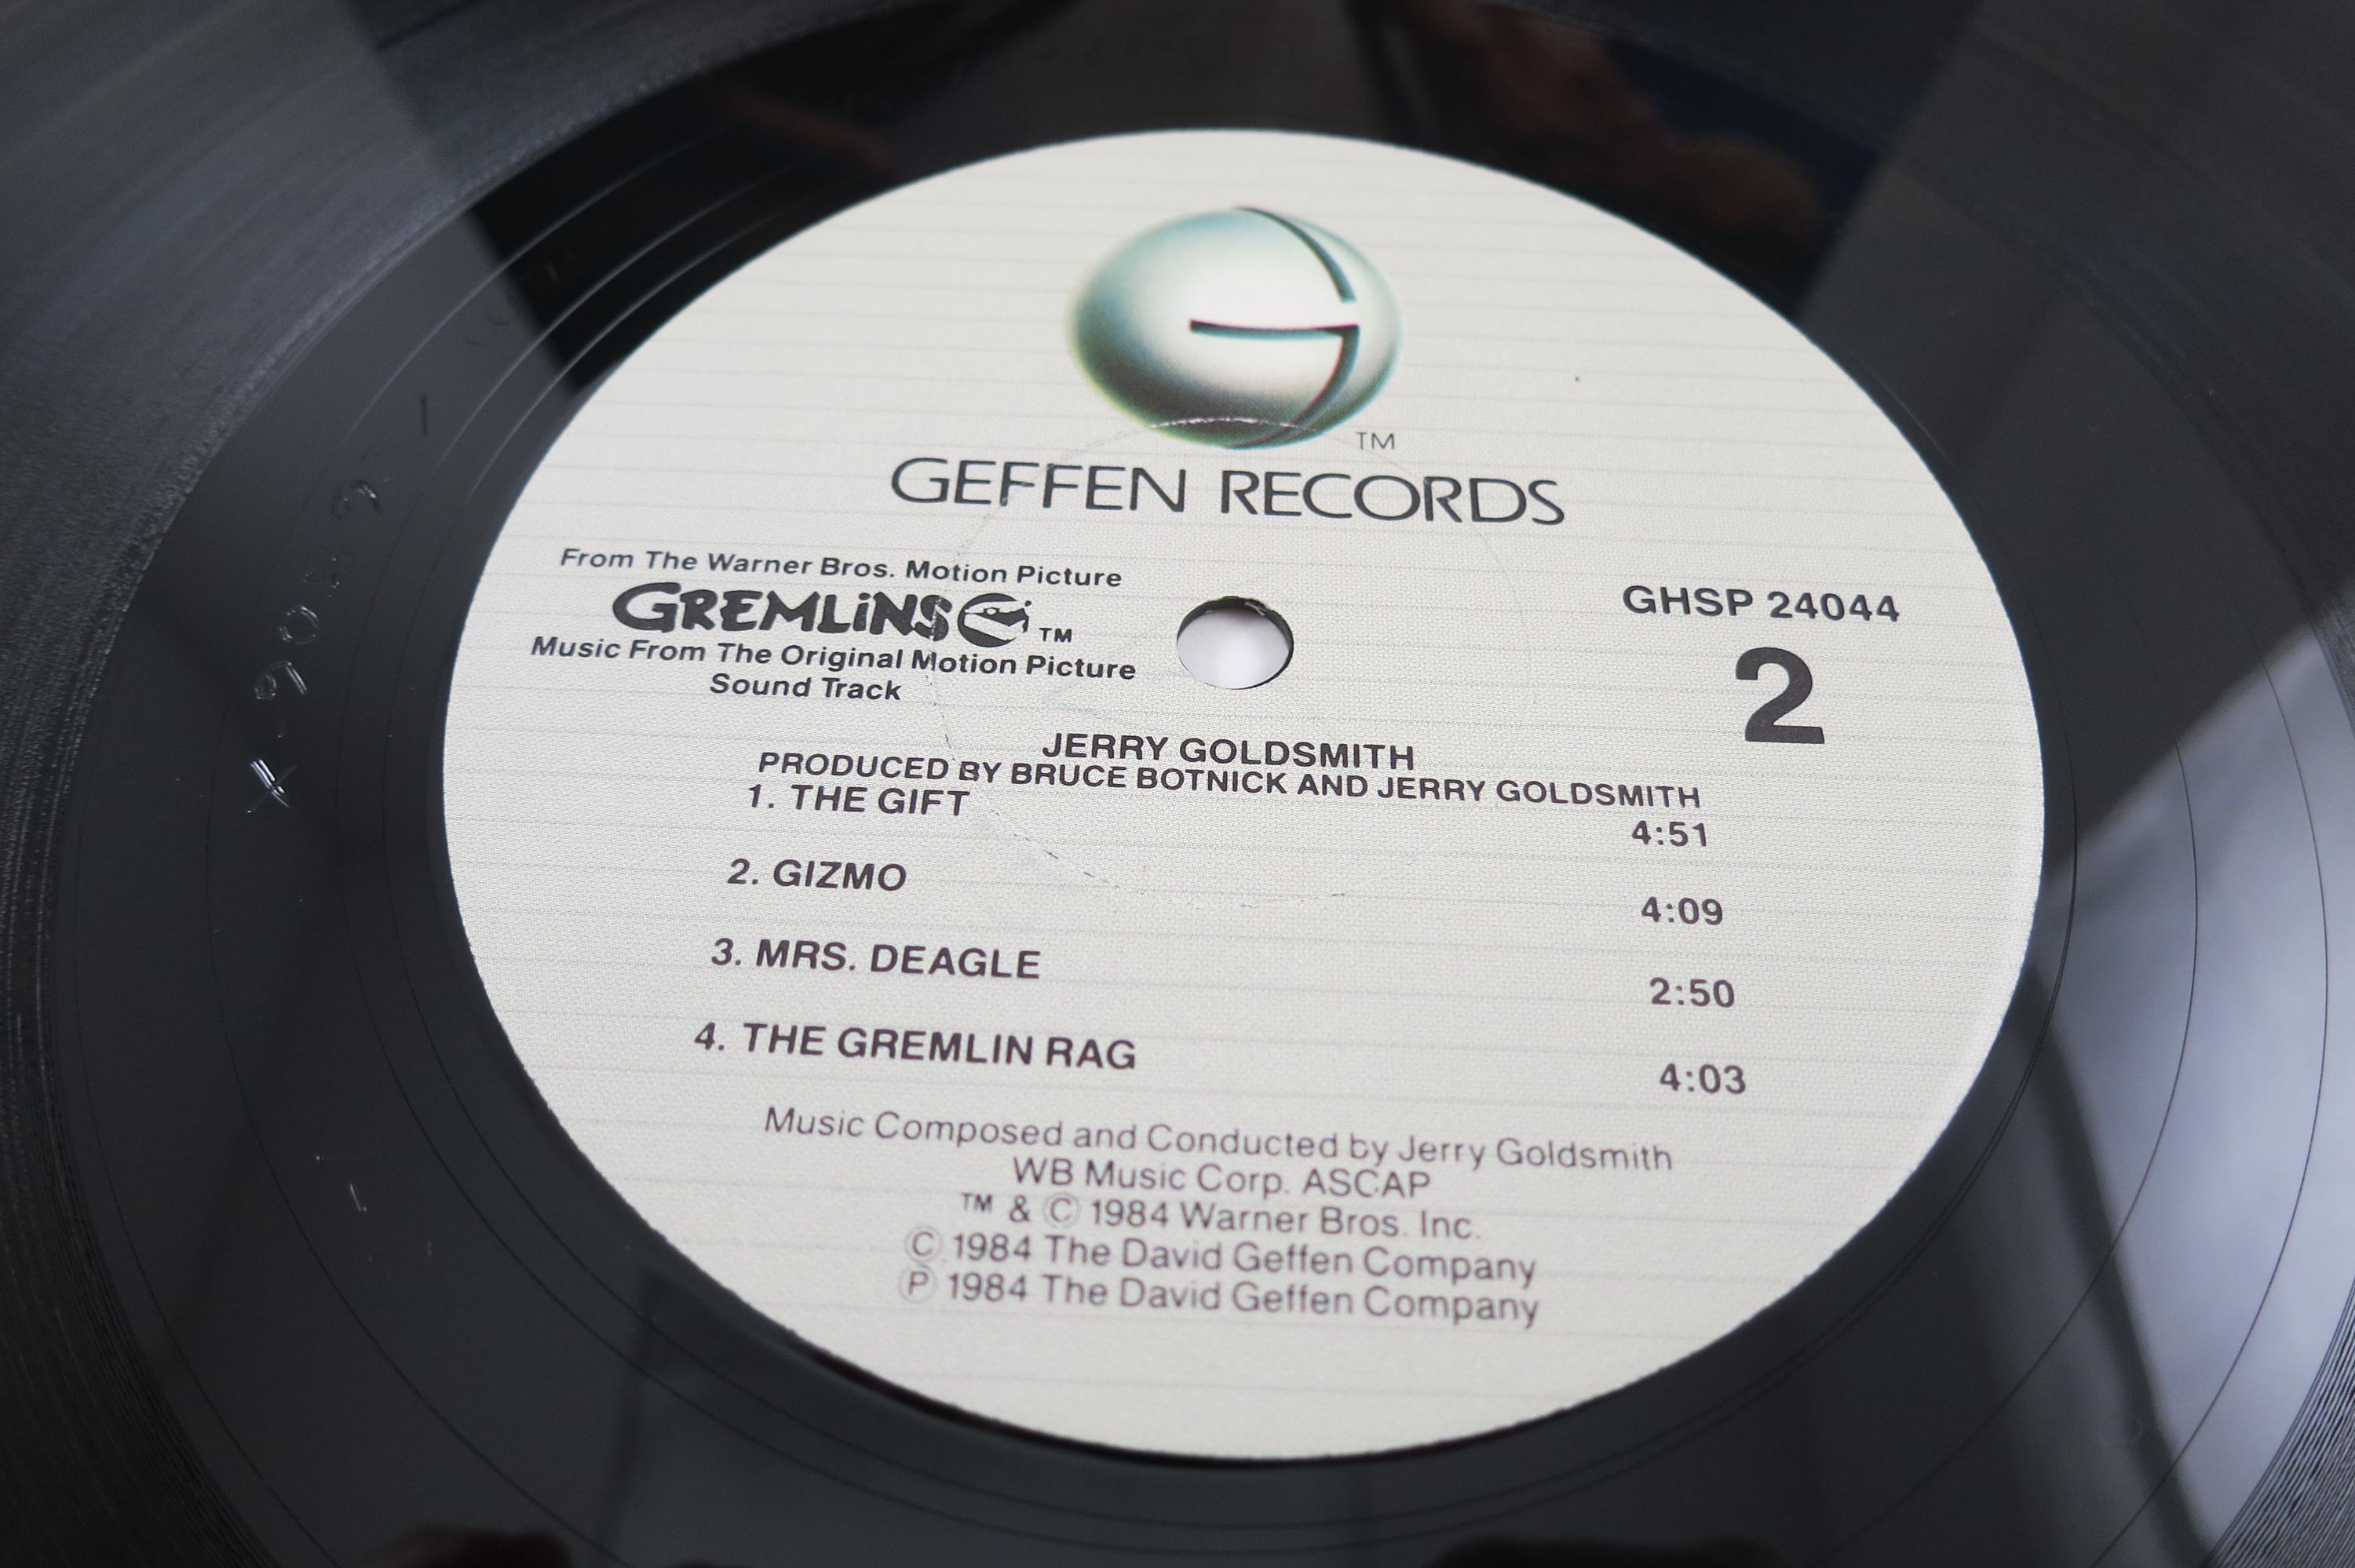 TM
GEFFEN RECORDS
From The Warner Bros. Motion Picture
GREMLiNS TM
Music From The Original Motion Picture
Sound Track
GHSP 24044
2
JERRY GOLDSMITH
PRODUCED BY BRUCE BOTNICK AND JERRY GOLDSMITH
1. THE GIFT 4:51
2. GIZMO 4:09
3. MRS. DEAGLE 2:50
4. THE GREMLIN RAG 4:03
Music Composed and Conducted by Jerry Goldsmith
WB Music Corp. ASCAP
™ & Ⓒ 1984 Warner Bros. Inc.
Ⓒ 1984 The David Geffen Company
Ⓟ 1984 The David Geffen Company